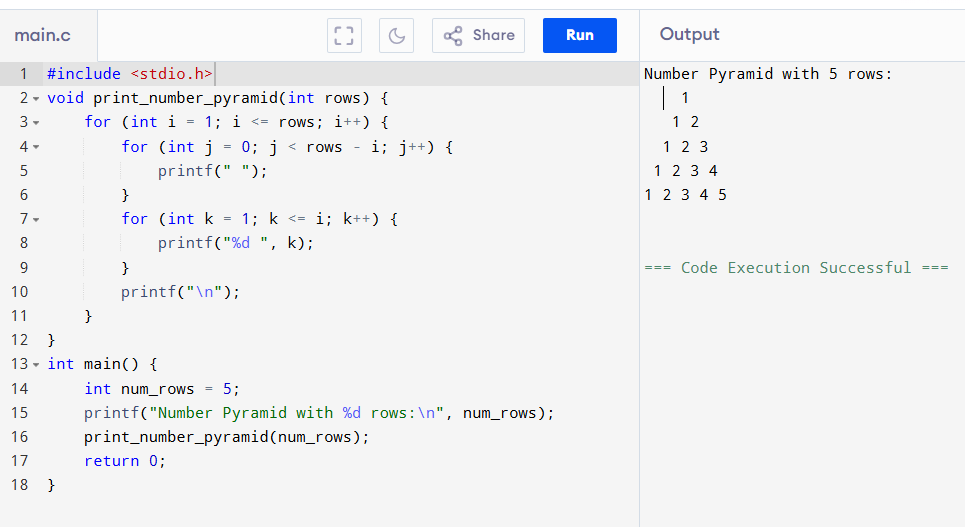 main.c
Share
Run
Output
1 #include <stdio.h>
2 void print_number_pyramid(int rows) {
3     for (int i = 1; i <= rows; i++) {
4         for (int j = 0; j < rows - i; j++) {
5             printf(" ");
6         }
7         for (int k = 1; k <= i; k++) {
8             printf("%d ", k);
9         }
10         printf("\n");
11     }
12 }
13 int main() {
14     int num_rows = 5;
15     printf("Number Pyramid with %d rows:\n", num_rows);
16     print_number_pyramid(num_rows);
17     return 0;
18 }
Number Pyramid with 5 rows:
    1
   1 2
  1 2 3
 1 2 3 4
1 2 3 4 5
=== Code Execution Successful ===